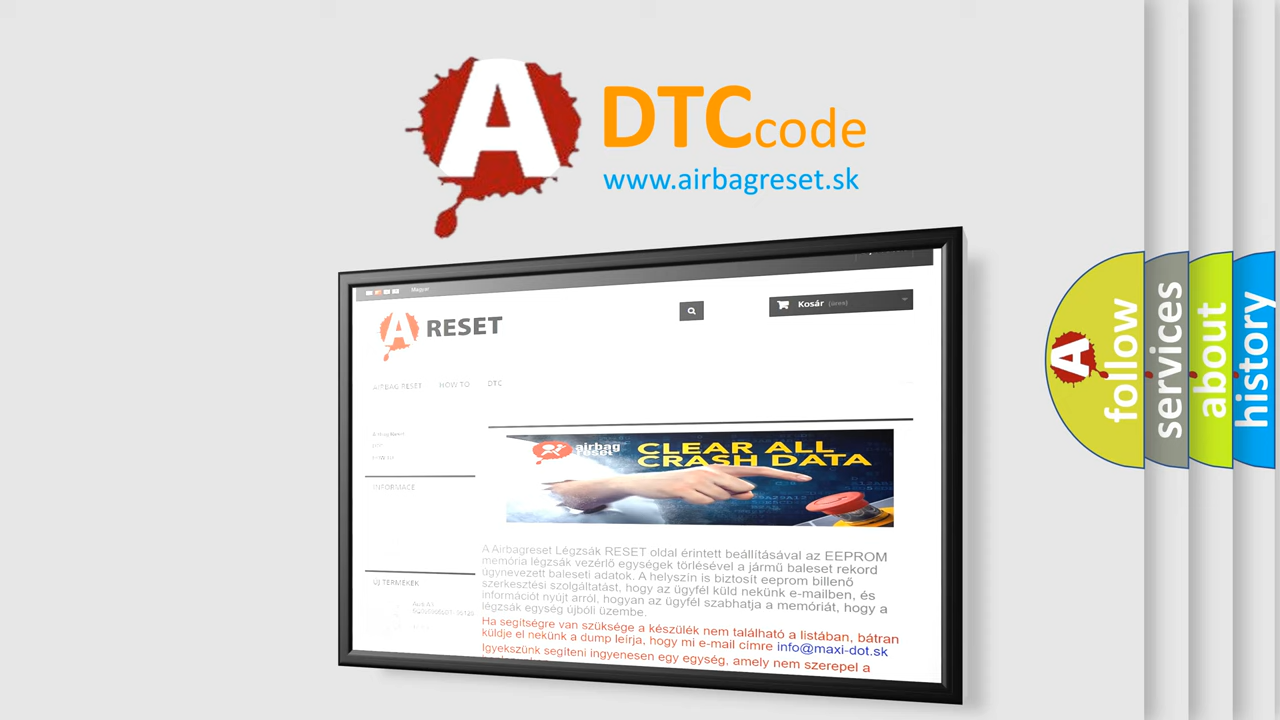 A DTCcode
www.airbagreset.sk
Magyar
A RESET
Kosár (üres)
AIRBAG RESET HOW TO DTC
INFORMACE
ÚJ TERMÉKEK
airbag
reset
CLEAR ALL
CRASH DATA
A Airbagreset Légzsák RESET oldal érintett beállításával az EEPROM
memória légzsák vezérlő egységek törlésével a jármű baleset rekord
úgynevezett baleseti adatok. A helyszín is biztosít eeprom billenő
szerkesztési szolgáltatást, hogy az ügyfél küld nekünk e-mailben, és
információt nyújt arról, hogyan az ügyfél szabhatja a memóriát, hogy a
légzsák egység újbóli üzembe.
Ha segítségre van szüksége a készülék nem található a listában, bátran
küldje el nekünk a dump leírja, hogy mi e-mail címre info@maxi-dot.sk
Igyekszünk segíteni ingyenesen egy egység, amely nem szerepel a
A follow
services
about
history